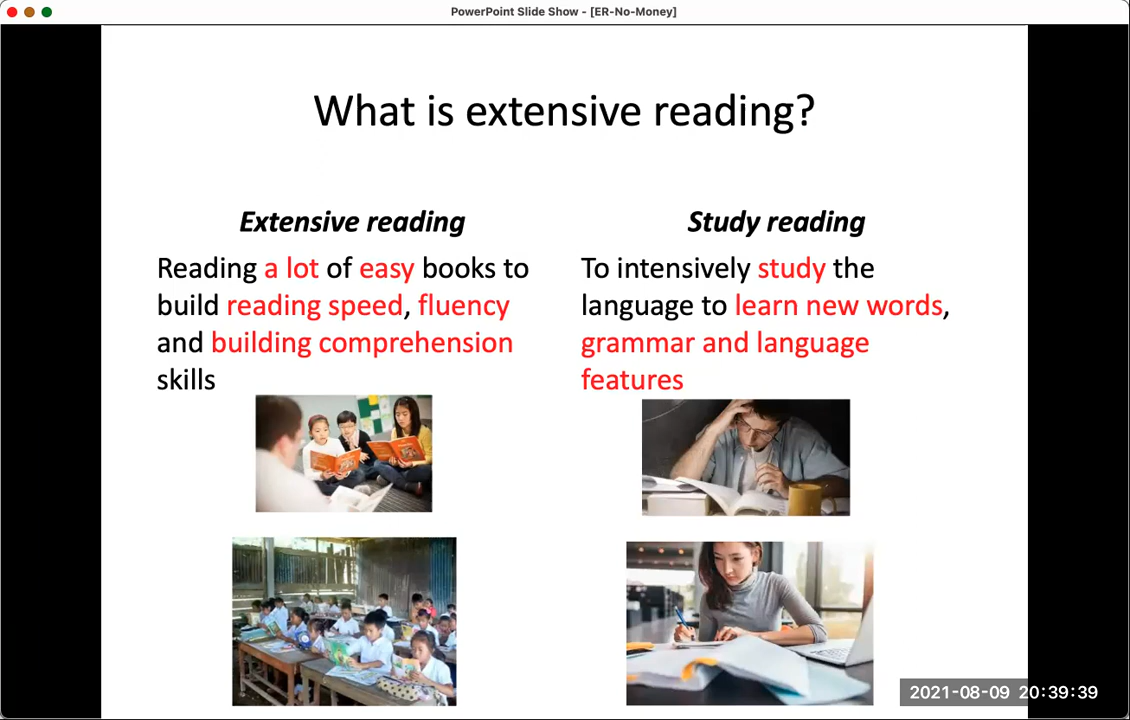 PowerPoint Slide Show - [ER-No-Money]
What is extensive reading?
Extensive reading
Reading a lot of easy books to
build reading speed, fluency
and building comprehension
skills
Study reading
To intensively study the
language to learn new words,
grammar and language
features
2021-08-09 20:39:39